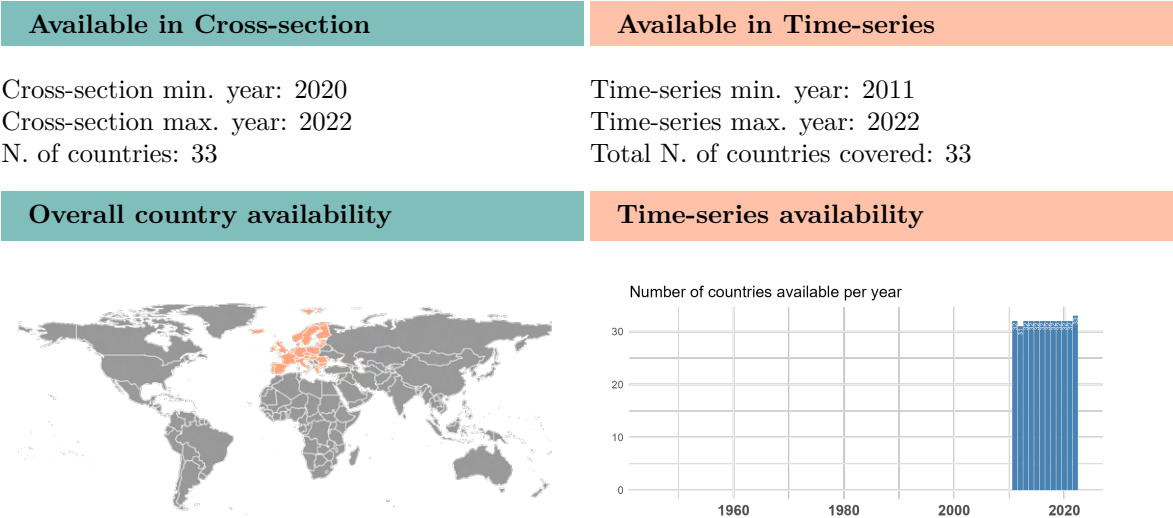 Available in Cross-section
Available in Time-series
Cross-section min. year: 2020
Cross-section max. year: 2022
N. of countries: 33
Time-series min. year: 2011
Time-series max. year: 2022
Total N. of countries covered: 33
Overall country availability
Time-series availability
Number of countries available per year
30
20
10
0
1960
1980
2000
2020